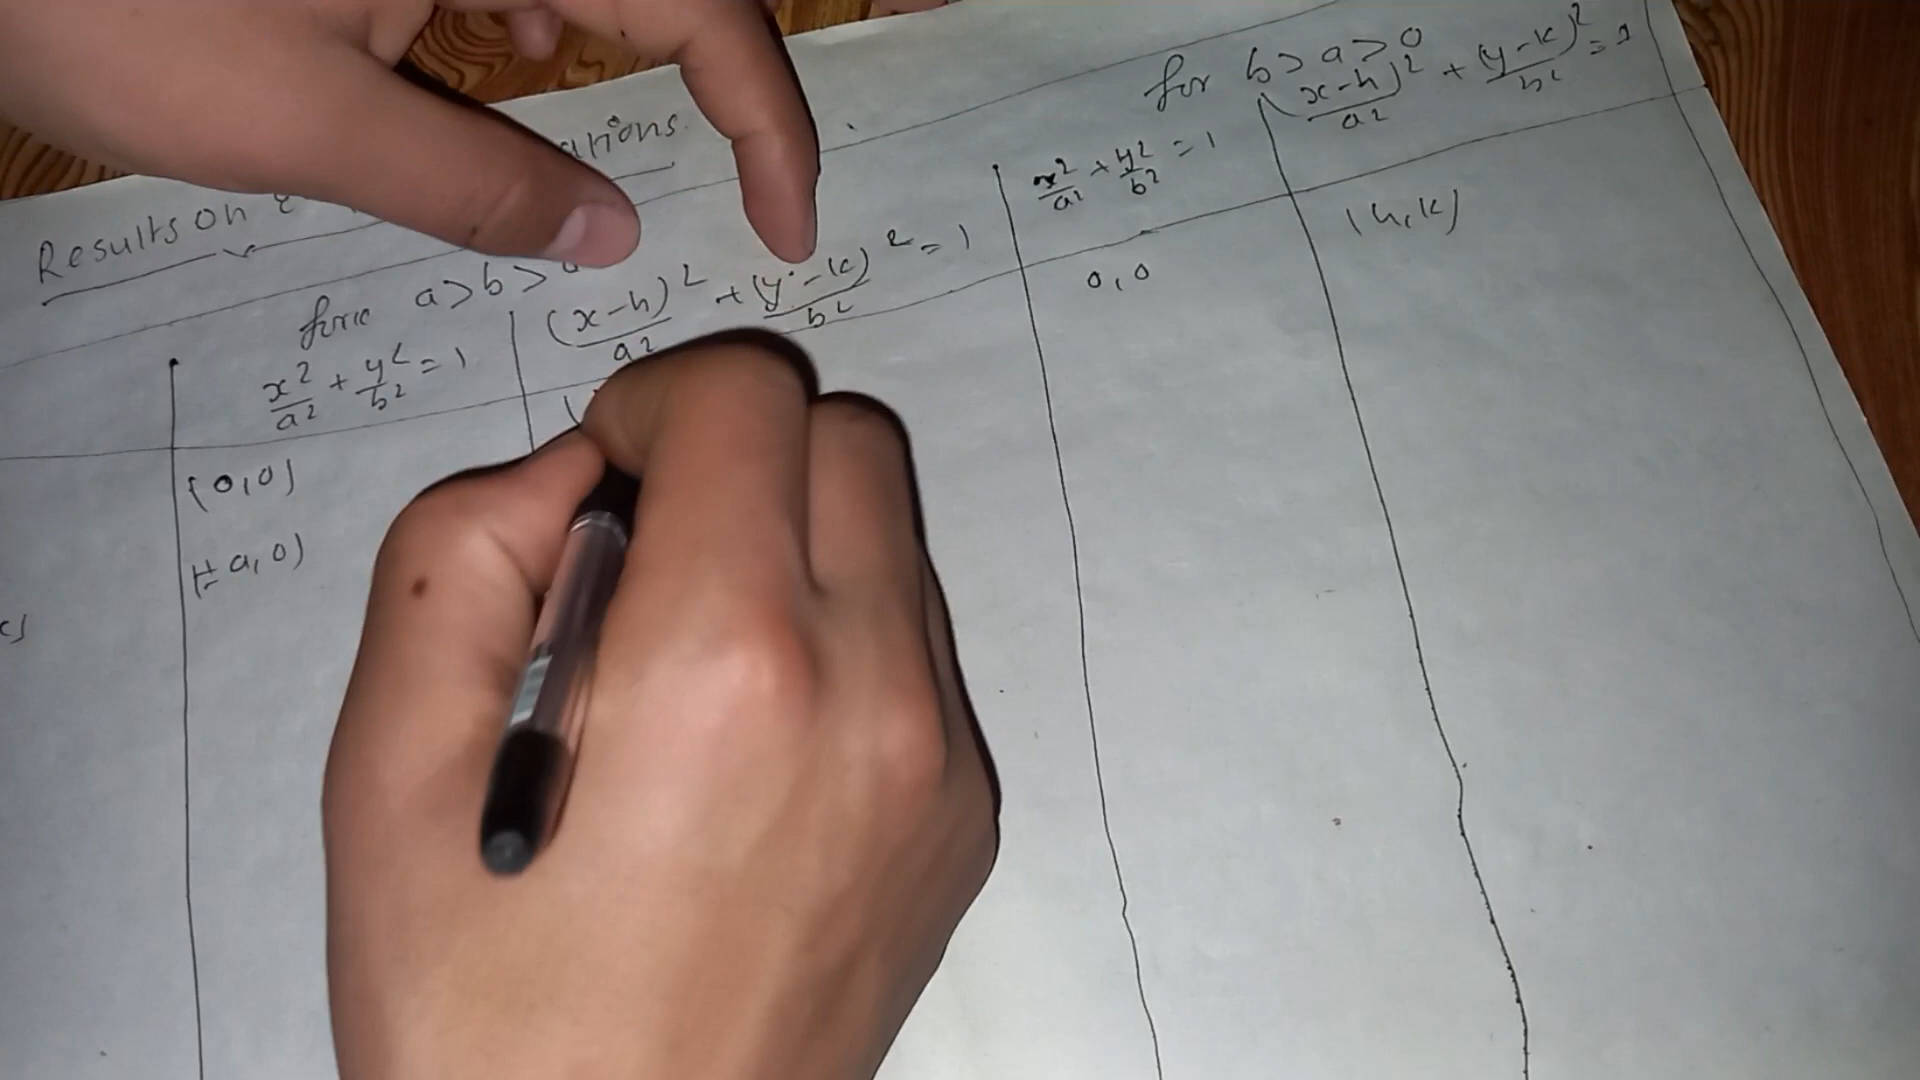 Results on ations.
for a>b>
x²/a² + y²/b² = 1
(x-h)²/a² + (y-k)²/b² = 1
for b>a>0
x²/a² + y²/b² = 1
(x-h)²/a² + (y-k)²/b² = 1
(0,0)
0,0
(h,k)
(±a,0)